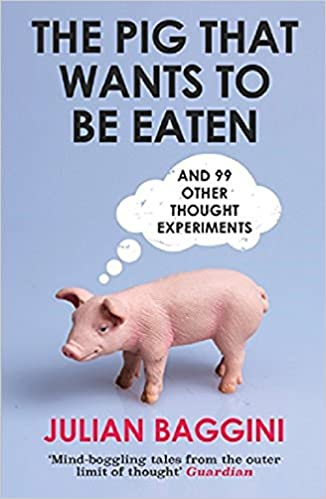 THE PIG THAT
WANTS TO
BE EATEN
AND 99
OTHER
THOUGHT
EXPERIMENTS
JULIAN BAGGINI
‘Mind-boggling tales from the outer
limit of thought’ Guardian